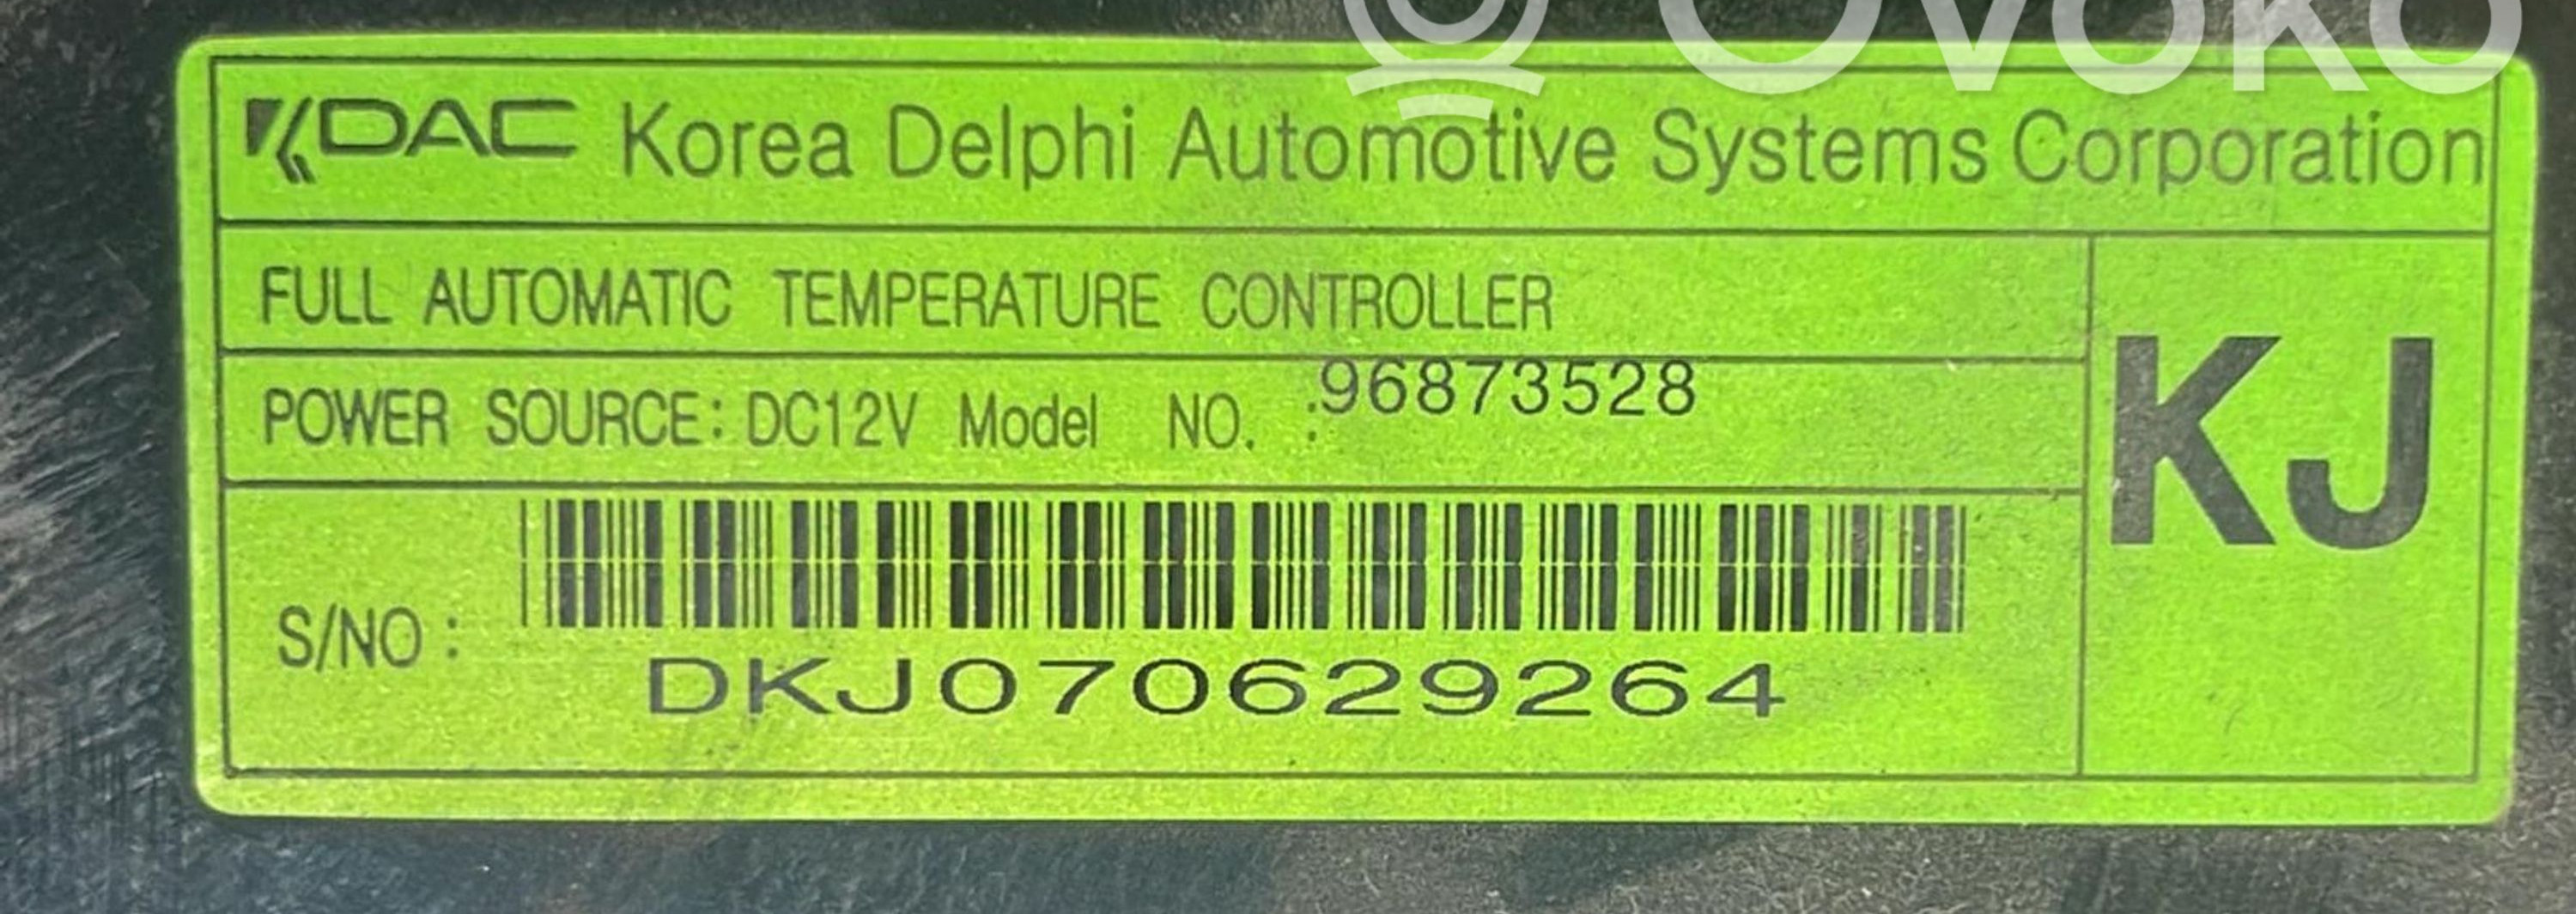 OVOKO
KDAC Korea Delphi Automotive Systems Corporation
FULL AUTOMATIC TEMPERATURE CONTROLLER
POWER SOURCE: DC12V Model NO. :96873528
KJ
S/NO :
DKJ070629264